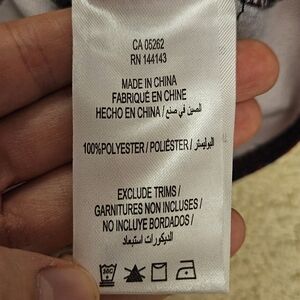 CA 05262
RN 144143
MADE IN CHINA
FABRIQUÉ EN CHINE
HECHO EN CHINA / الصين في صنع
100%POLYESTER / POLIÉSTER / البوليستر
EXCLUDE TRIMS /
GARNITURES NON INCLUSES /
NO INCLUYE BORDADOS /
الديكورات استبعاد
30C